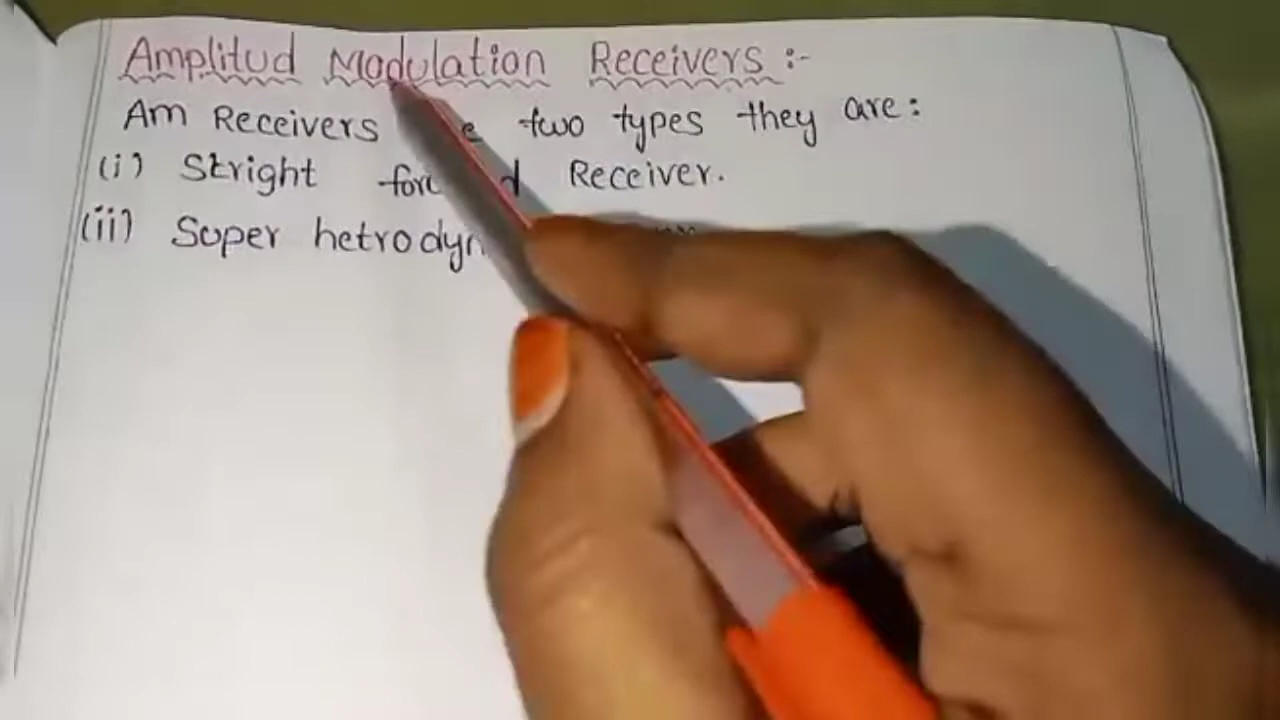 Amplitud Modulation Receivers :-
Am Receivers two types they are :
(i) Stright Receiver.
(ii) Super